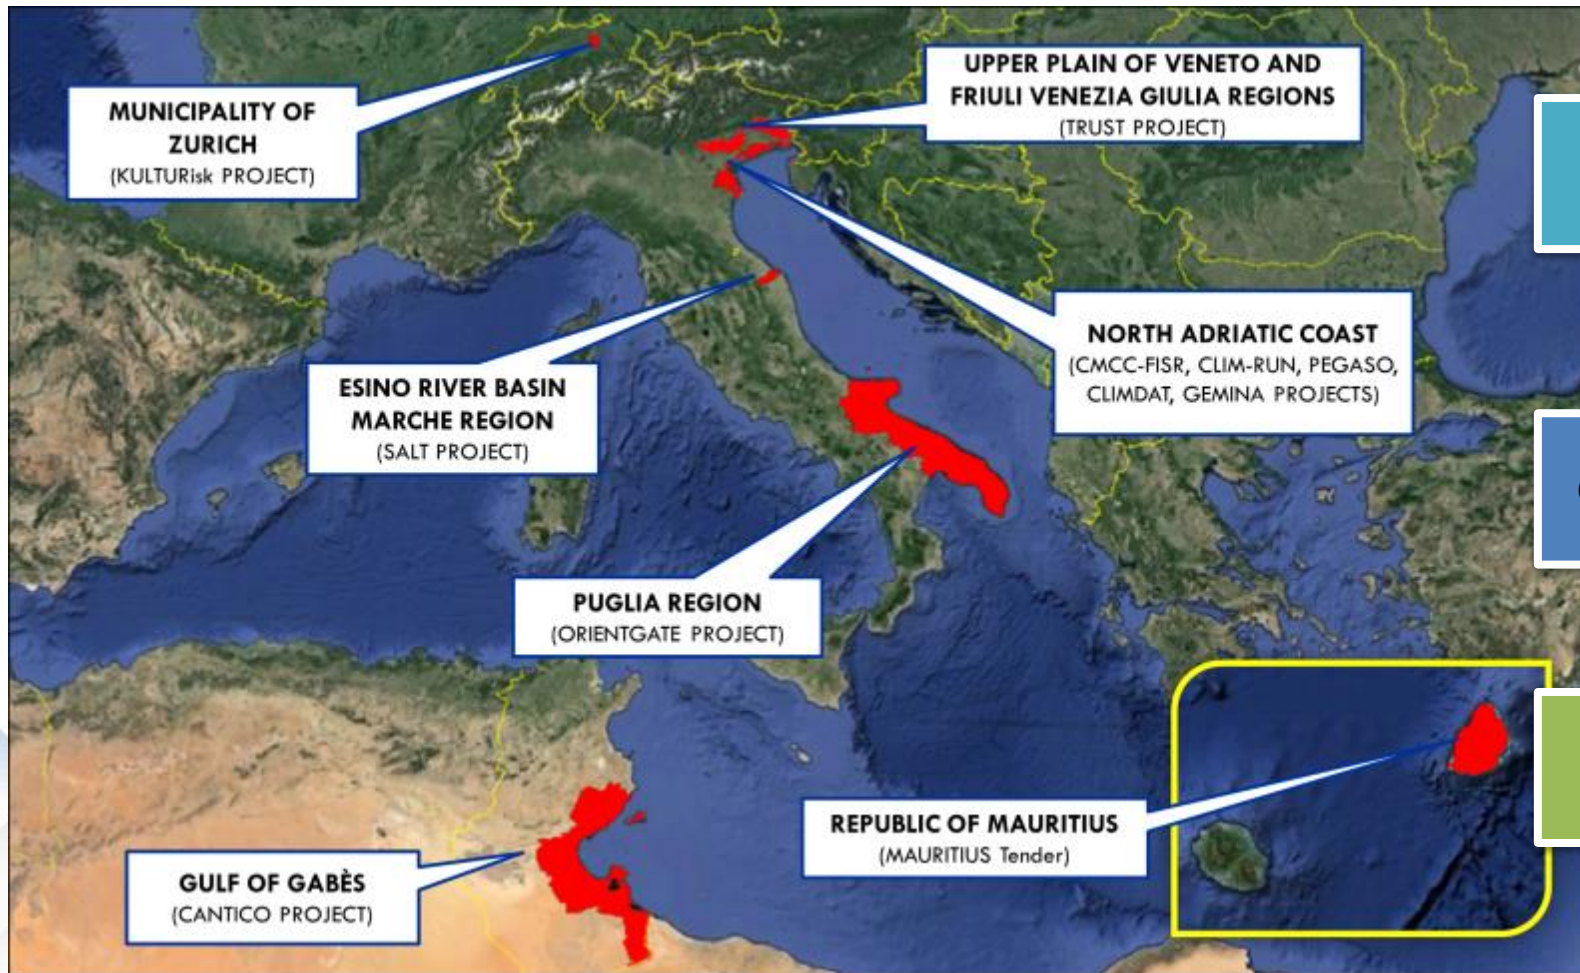 MUNICIPALITY OF
ZURICH
(KULTURisk PROJECT)
UPPER PLAIN OF VENETO AND
FRIULI VENEZIA GIULIA REGIONS
(TRUST PROJECT)
NORTH ADRIATIC COAST
(CMCC-FISR, CLIM-RUN, PEGASO,
CLIMDAT, GEMINA PROJECTS)
ESINO RIVER BASIN
MARCHE REGION
(SALT PROJECT)
PUGLIA REGION
(ORIENTGATE PROJECT)
REPUBLIC OF MAURITIUS
(MAURITIUS Tender)
GULF OF GABÈS
(CANTICO PROJECT)